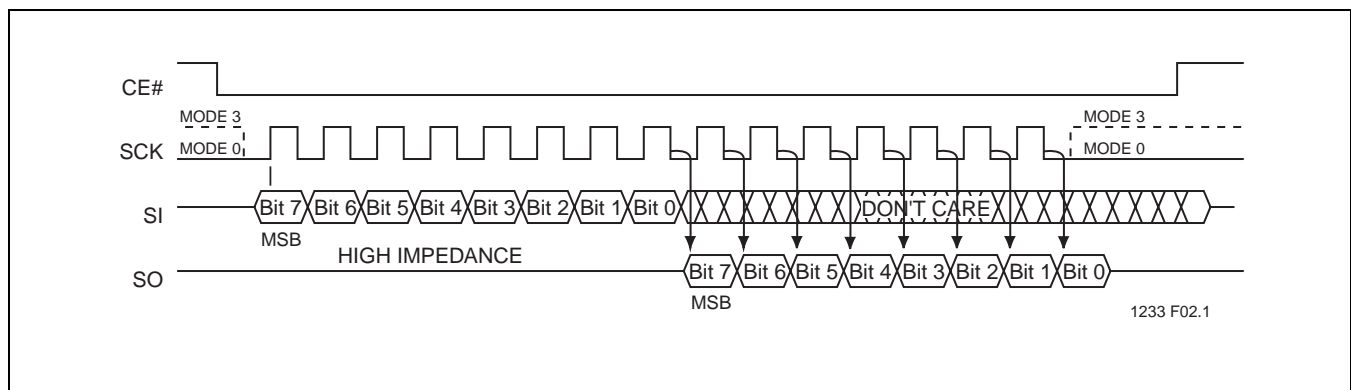 CE#
MODE 3
MODE 3
SCK
MODE 0
MODE 0
SI
Bit 7 Bit 6 Bit 5 Bit 4 Bit 3 Bit 2 Bit 1 Bit 0
DON'T CARE
MSB
HIGH IMPEDANCE
SO
Bit 7 Bit 6 Bit 5 Bit 4 Bit 3 Bit 2 Bit 1 Bit 0
MSB
1233 F02.1